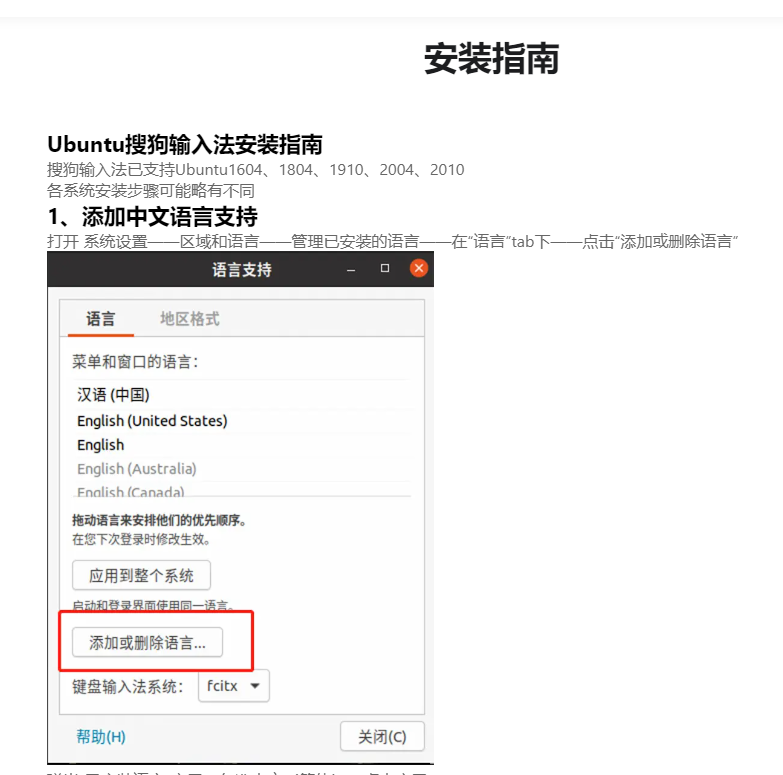 安装指南
Ubuntu搜狗输入法安装指南
搜狗输入法已支持Ubuntu1604、1804、1910、2004、2010
各系统安装步骤可能略有不同
1、添加中文语言支持
打开 系统设置——区域和语言——管理已安装的语言——在“语言”tab下——点击“添加或删除语言”
语言支持
语言 地区格式
菜单和窗口的语言：
汉语 (中国)
English (United States)
English
English (Australia)
English (Canada)
拖动语言来安排他们的优先顺序。
在您下次登录时修改生效。
应用到整个系统
启动和登录界面使用同一语言。
添加或删除语言...
键盘输入法系统： fcitx
帮助(H) 关闭(C)